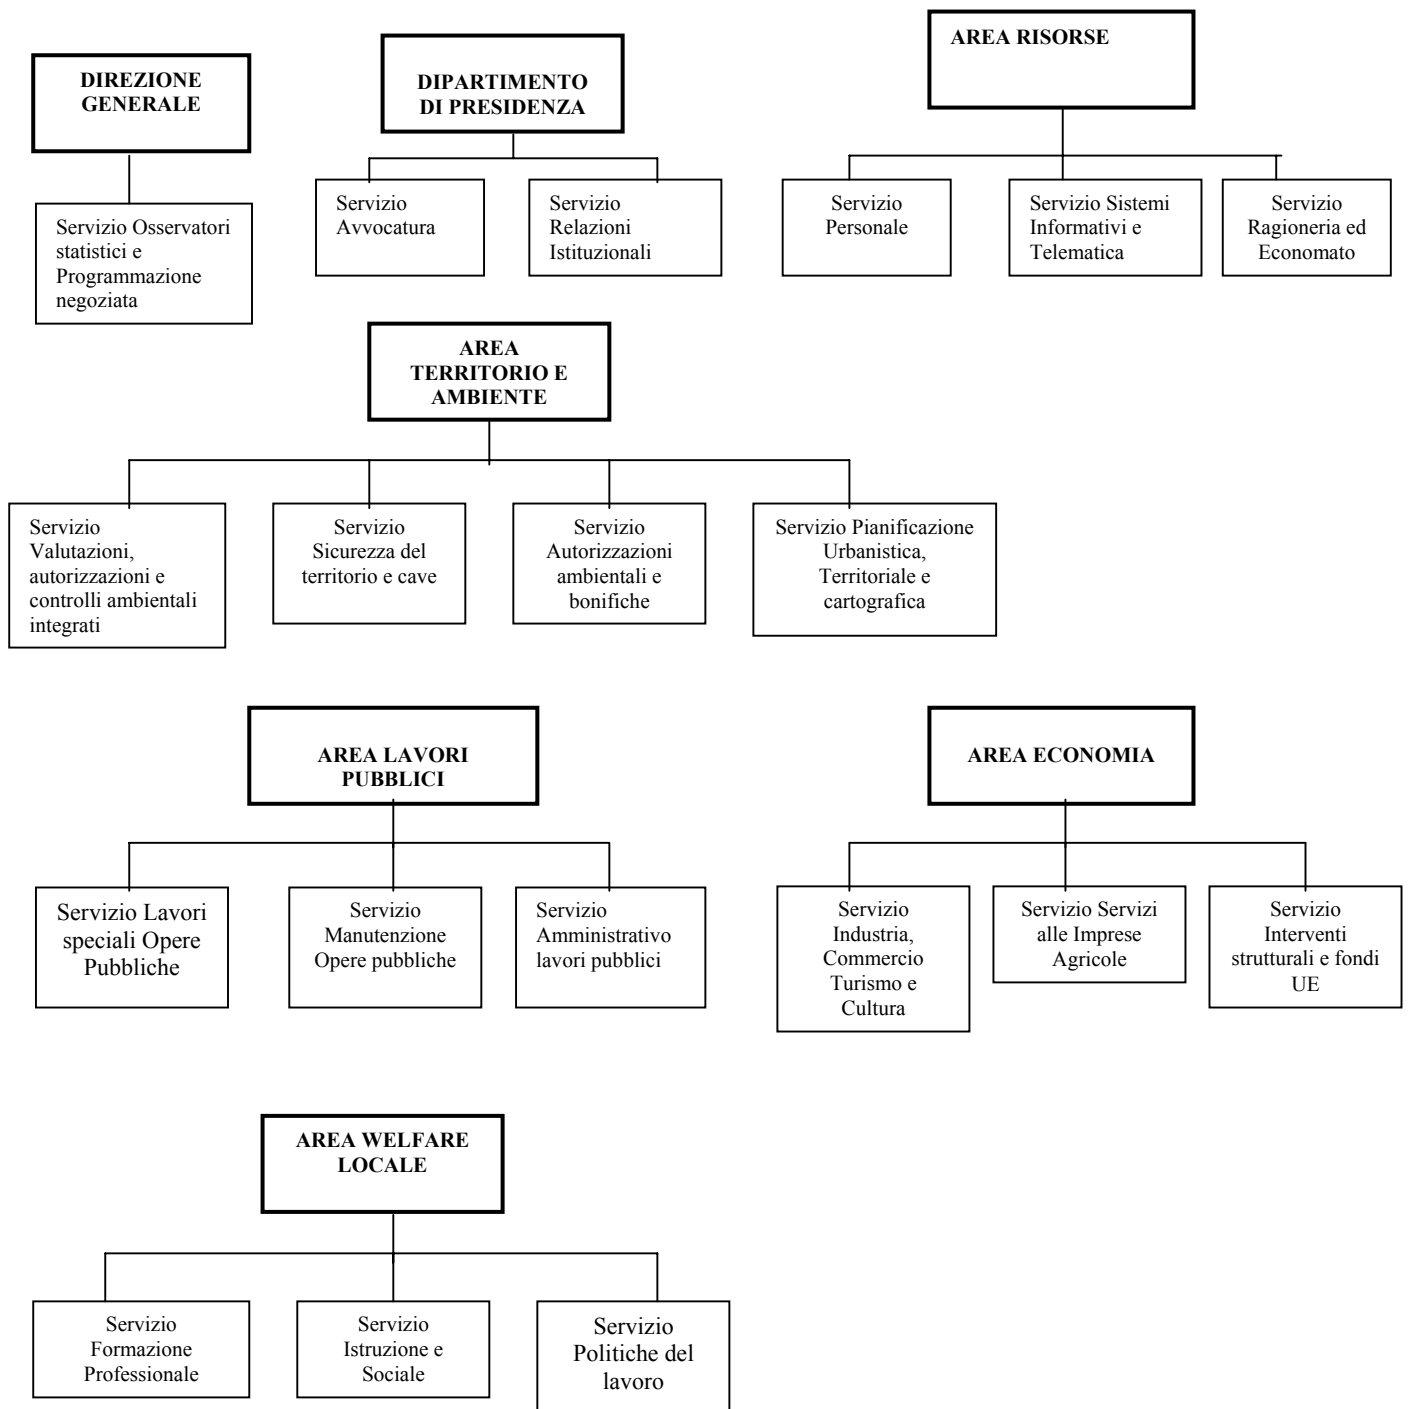 DIREZIONE
GENERALE
DIPARTIMENTO
DI PRESIDENZA
AREA RISORSE
Servizio Osservatori
statistici e
Programmazione
negoziata
Servizio
Avvocatura
Servizio
Relazioni
Istituzionali
Servizio
Personale
Servizio Sistemi
Informativi e
Telematica
Servizio
Ragioneria ed
Economato
AREA
TERRITORIO E
AMBIENTE
Servizio
Valutazioni,
autorizzazioni e
controlli ambientali
integrati
Servizio
Sicurezza del
territorio e cave
Servizio
Autorizzazioni
ambientali e
bonifiche
Servizio Pianificazione
Urbanistica,
Territoriale e
cartografica
AREA LAVORI
PUBBLICI
Servizio Lavori
speciali Opere
Pubbliche
Servizio
Manutenzione
Opere pubbliche
Servizio
Amministrativo
lavori pubblici
AREA ECONOMIA
Servizio
Industria,
Commercio
Turismo e
Cultura
Servizio Servizi
alle Imprese
Agricole
Servizio
Interventi
strutturali e fondi
UE
AREA WELFARE
LOCALE
Servizio
Formazione
Professionale
Servizio
Istruzione e
Sociale
Servizio
Politiche del
lavoro